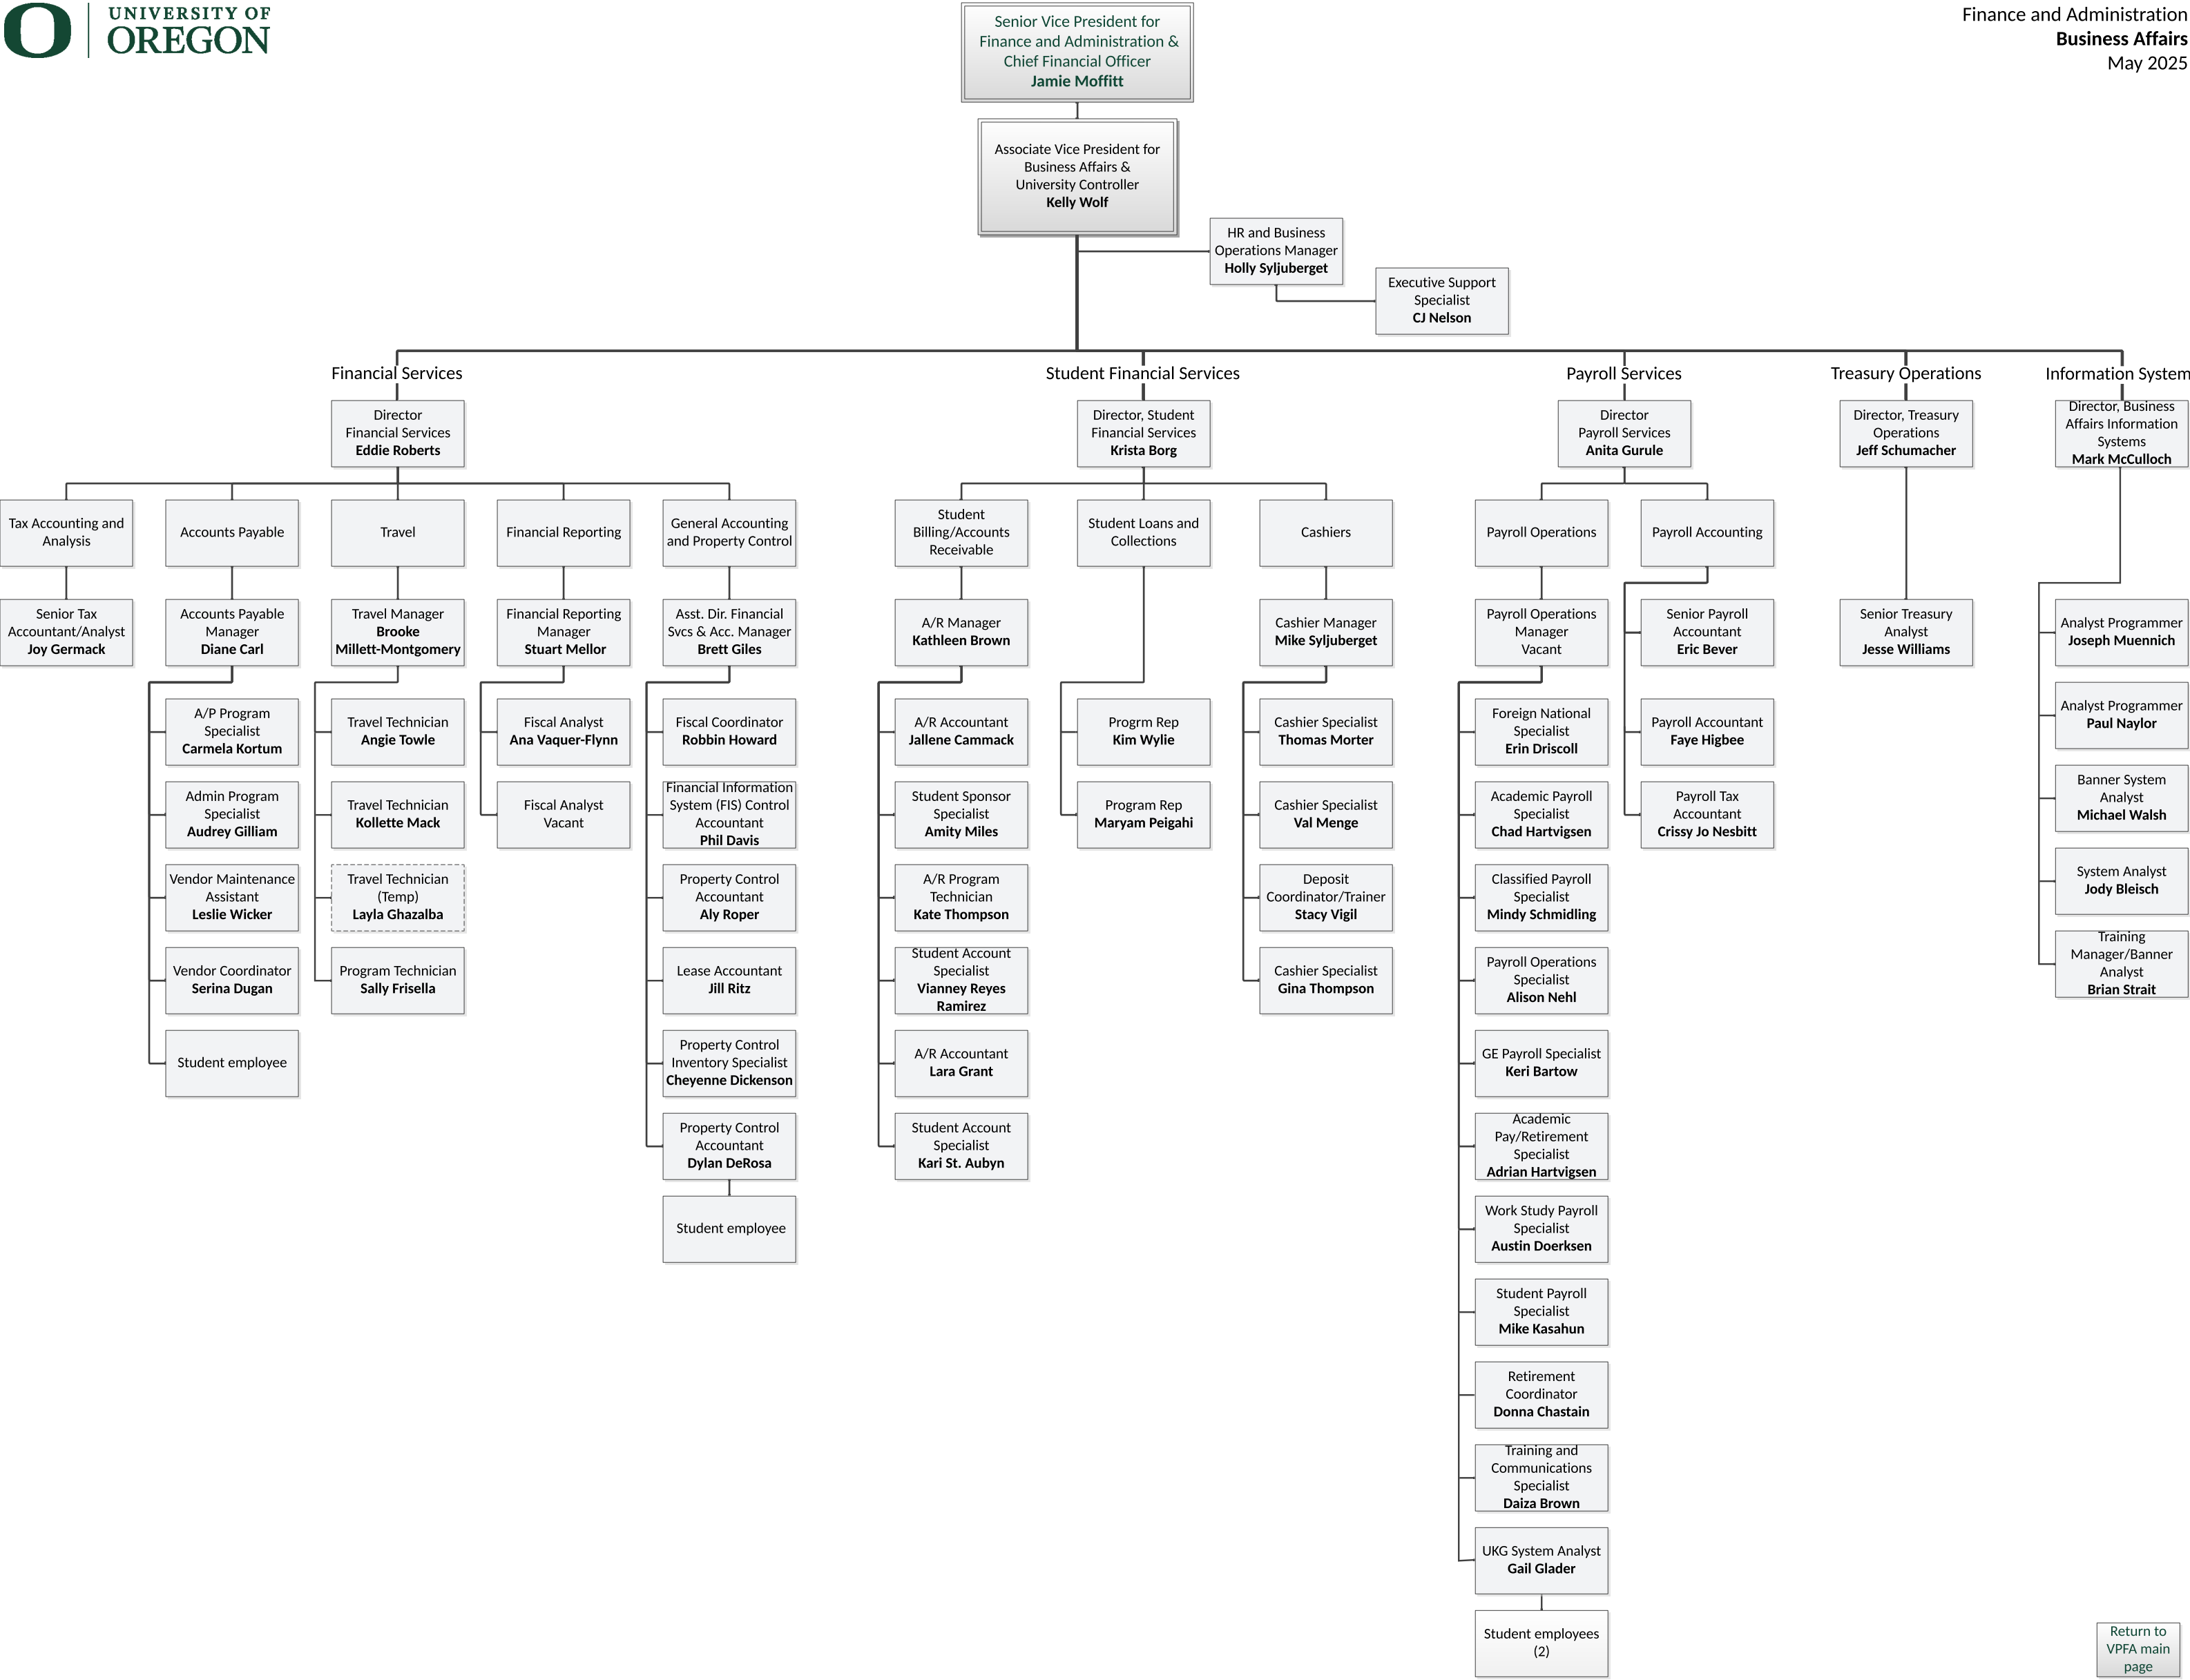 UNIVERSITY OF
OREGON
Finance and Administration
Business Affairs
May 2025
Senior Vice President for
Finance and Administration &
Chief Financial Officer
Jamie Moffitt
Associate Vice President for
Business Affairs &
University Controller
Kelly Wolf
HR and Business
Operations Manager
Holly Syljuberget
Executive Support
Specialist
CJ Nelson
Financial Services
Student Financial Services
Payroll Services
Treasury Operations
Information System
Director
Financial Services
Eddie Roberts
Director, Student
Financial Services
Krista Borg
Director
Payroll Services
Anita Gurule
Director, Treasury
Operations
Jeff Schumacher
Director, Business
Affairs Information
Systems
Mark McCulloch
Tax Accounting and
Analysis
Accounts Payable
Travel
Financial Reporting
General Accounting
and Property Control
Student
Billing/Accounts
Receivable
Student Loans and
Collections
Cashiers
Payroll Operations
Payroll Accounting
Senior Tax
Accountant/Analyst
Joy Germack
Accounts Payable
Manager
Diane Carl
Travel Manager
Brooke
Millett-Montgomery
Financial Reporting
Manager
Stuart Mellor
Asst. Dir. Financial
Svcs & Acc. Manager
Brett Giles
A/R Manager
Kathleen Brown
Cashier Manager
Mike Syljuberget
Payroll Operations
Manager
Vacant
Senior Payroll
Accountant
Eric Bever
Senior Treasury
Analyst
Jesse Williams
Analyst Programmer
Joseph Muennich
A/P Program
Specialist
Carmela Kortum
Travel Technician
Angie Towle
Fiscal Analyst
Ana Vaquer-Flynn
Fiscal Coordinator
Robbin Howard
A/R Accountant
Jallene Cammack
Progrm Rep
Kim Wylie
Cashier Specialist
Thomas Morter
Foreign National
Specialist
Erin Driscoll
Payroll Accountant
Faye Higbee
Analyst Programmer
Paul Naylor
Admin Program
Specialist
Audrey Gilliam
Travel Technician
Kollette Mack
Fiscal Analyst
Vacant
Financial Information
System (FIS) Control
Accountant
Phil Davis
Student Sponsor
Specialist
Amity Miles
Program Rep
Maryam Peigahi
Cashier Specialist
Val Menge
Academic Payroll
Specialist
Chad Hartvigsen
Payroll Tax
Accountant
Crissy Jo Nesbitt
Banner System
Analyst
Michael Walsh
Vendor Maintenance
Assistant
Leslie Wicker
Travel Technician
(Temp)
Layla Ghazalba
Property Control
Accountant
Aly Roper
A/R Program
Technician
Kate Thompson
Deposit
Coordinator/Trainer
Stacy Vigil
Classified Payroll
Specialist
Mindy Schmidling
System Analyst
Jody Bleisch
Vendor Coordinator
Serina Dugan
Program Technician
Sally Frisella
Lease Accountant
Jill Ritz
Student Account
Specialist
Vianney Reyes
Ramirez
Cashier Specialist
Gina Thompson
Payroll Operations
Specialist
Alison Nehl
Training
Manager/Banner
Analyst
Brian Strait
Student employee
Property Control
Inventory Specialist
Cheyenne Dickenson
A/R Accountant
Lara Grant
GE Payroll Specialist
Keri Bartow
Property Control
Accountant
Dylan DeRosa
Student Account
Specialist
Kari St. Aubyn
Academic
Pay/Retirement
Specialist
Adrian Hartvigsen
Student employee
Work Study Payroll
Specialist
Austin Doerksen
Student Payroll
Specialist
Mike Kasahun
Retirement
Coordinator
Donna Chastain
Training and
Communications
Specialist
Daiza Brown
UKG System Analyst
Gail Glader
Student employees
(2)
Return to
VPFA main
page